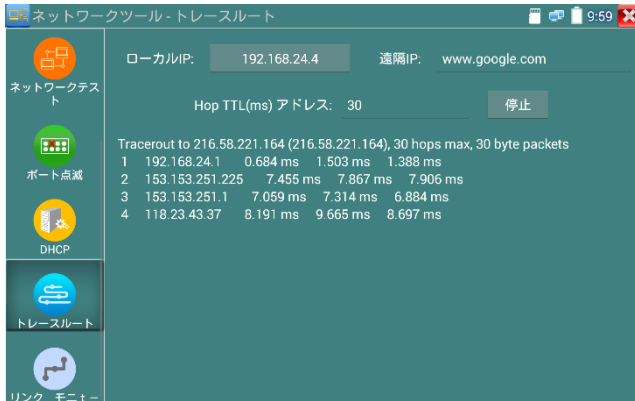 ネットワークツール - トレースルート 9:59
ネットワークテス
ト
ポート点滅
DHCP
トレースルート
リンク モニtー
ローカルIP: 192.168.24.4 遠隔IP: www.google.com
Hop TTL(ms) アドレス: 30 停止
Tracerout to 216.58.221.164 (216.58.221.164), 30 hops max, 30 byte packets
1 192.168.24.1 0.684 ms 1.503 ms 1.388 ms
2 153.153.251.225 7.455 ms 7.867 ms 7.906 ms
3 153.153.251.1 7.059 ms 7.314 ms 6.884 ms
4 118.23.43.37 8.191 ms 9.665 ms 8.697 ms